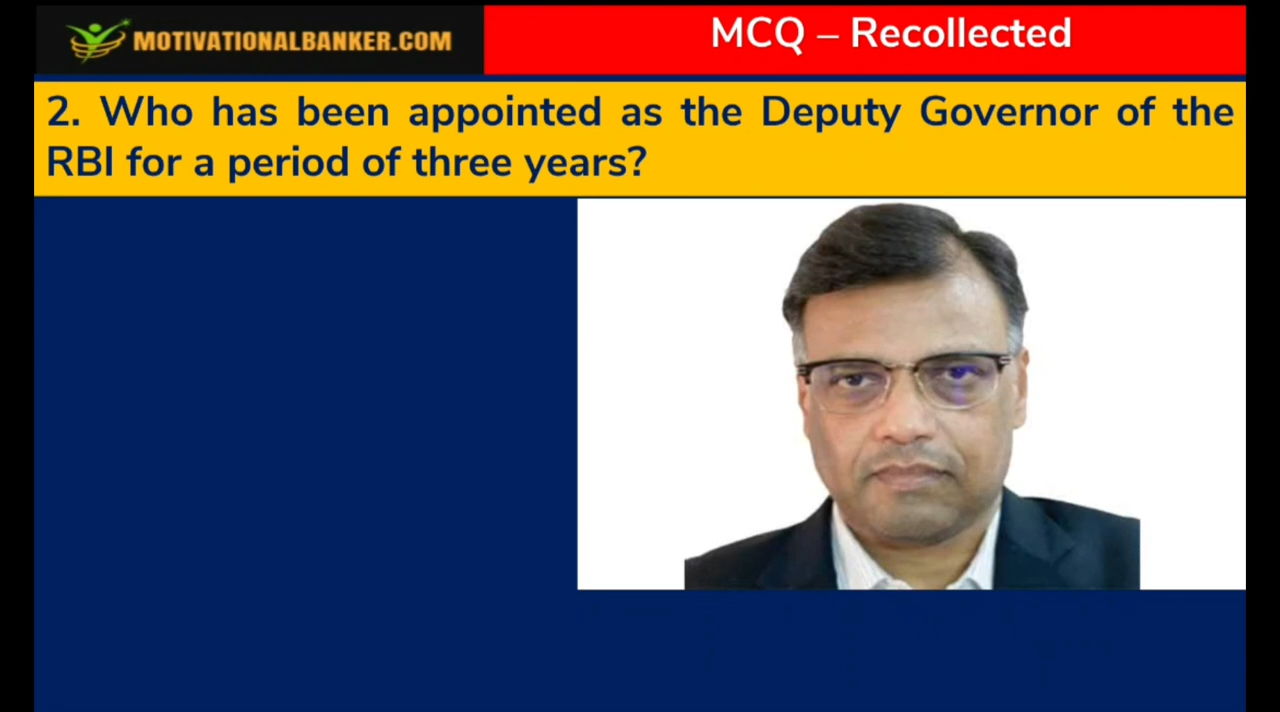 MOTIVATIONALBANKER.COM
MCQ – Recollected
2. Who has been appointed as the Deputy Governor of the
RBI for a period of three years?